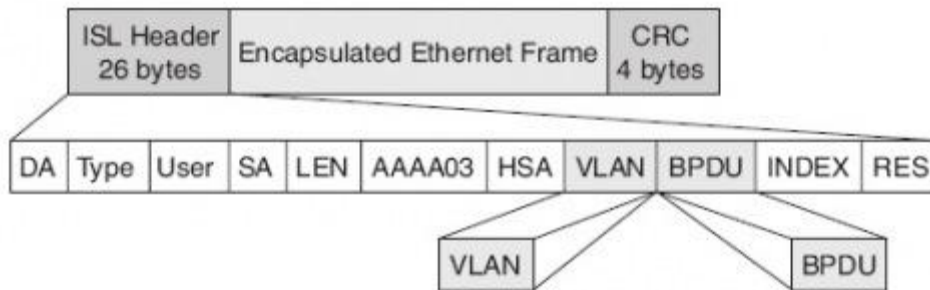 ISL Header
26 bytes
Encapsulated Ethernet Frame
CRC
4 bytes
DA Type User SA LEN AAAA03 HSA VLAN BPDU INDEX RES
VLAN BPDU